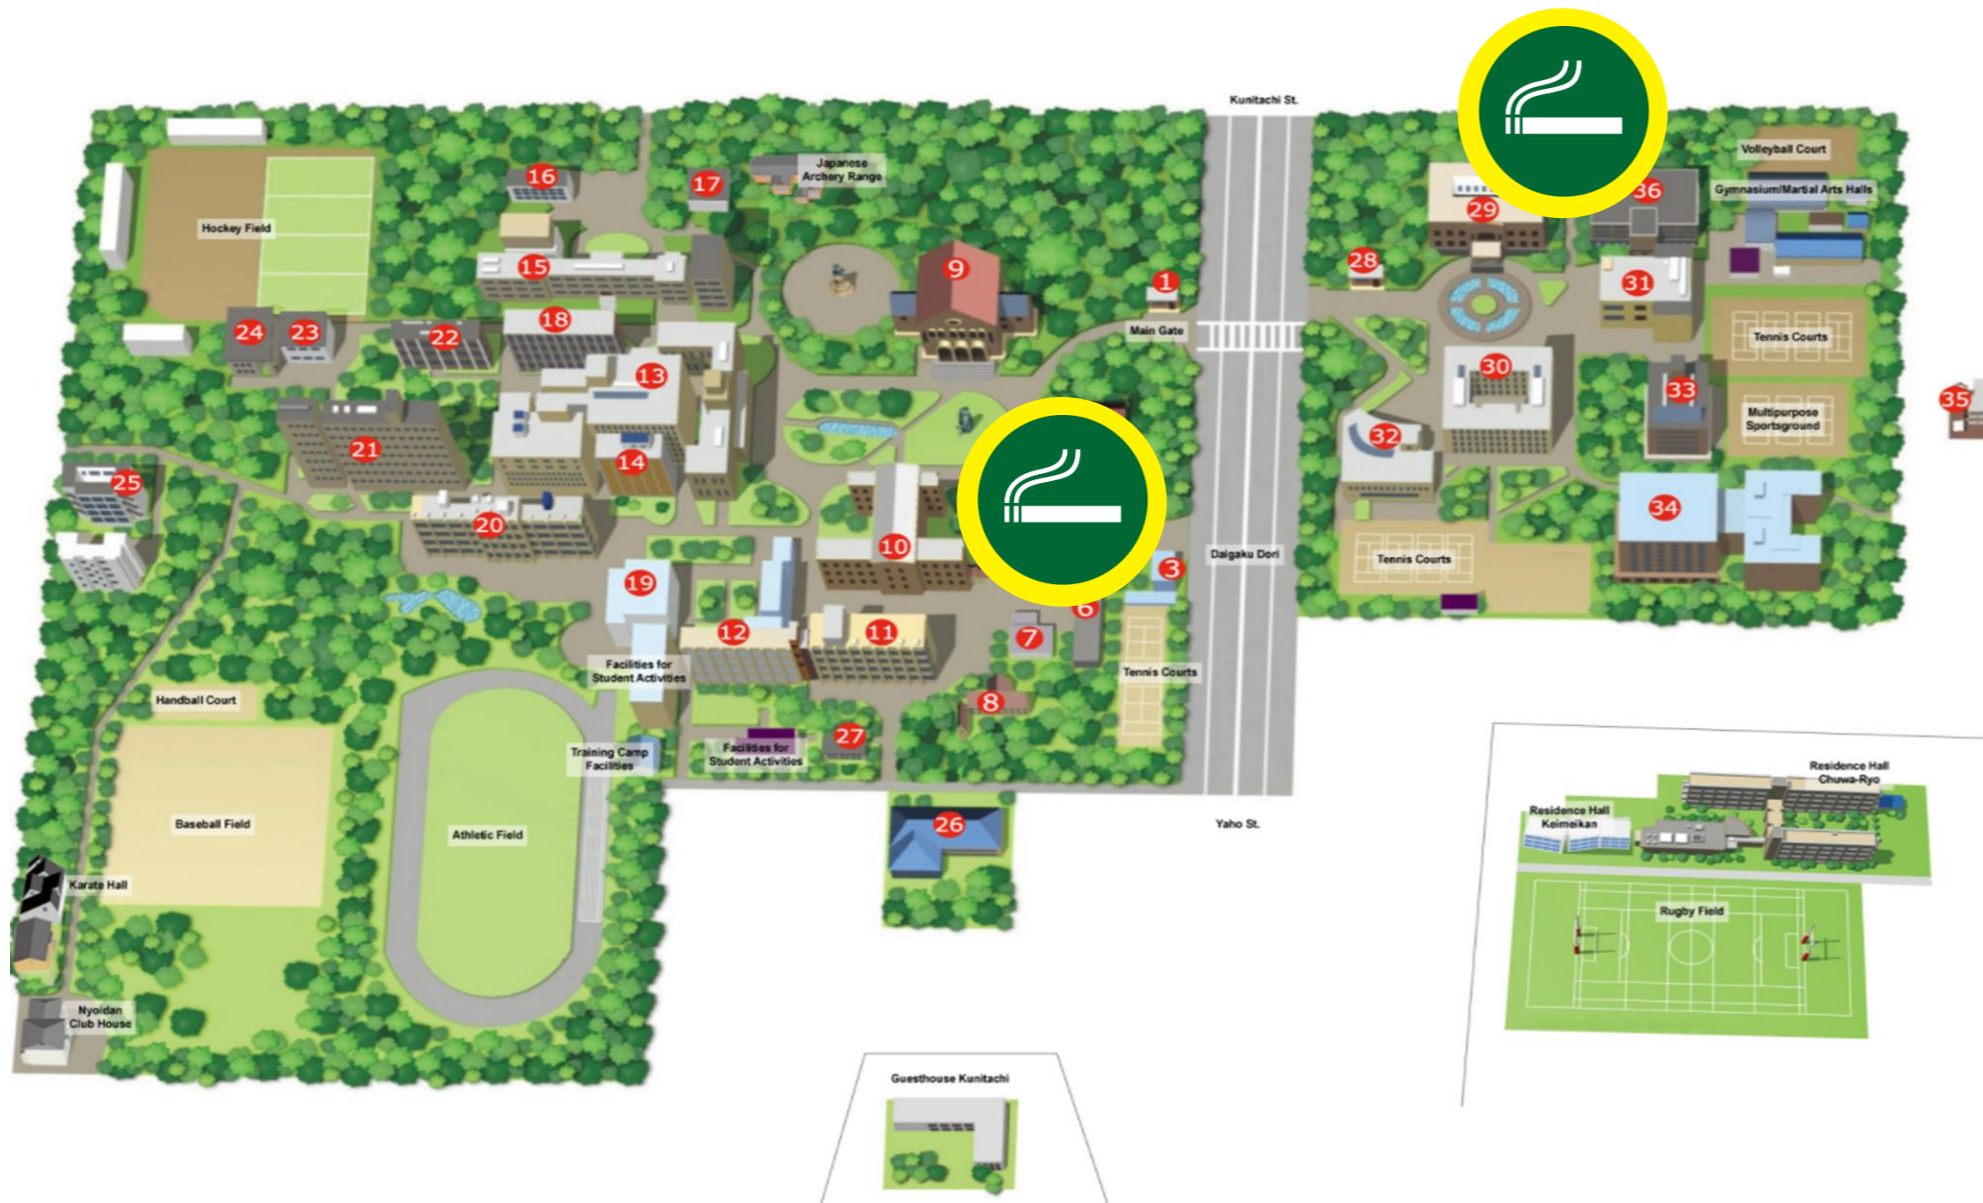 Kunitachi St.
Volleyball Court
Japanese
Archery Range
16
17
36
Gymnasium/Martial Arts Halls
29
Hockey Field
15
9
28
1
31
18
Main Gate
24
23
22
Tennis Courts
13
30
33
35
Multipurpose
Sportsground
32
21
14
25
34
20
10
Daigaku Dori
Tennis Courts
3
19
6
12
11
7
Facilities for
Student Activities
Tennis Courts
Handball Court
8
27
Training Camp
Facilities
Facilities for
Student Activities
Residence Hall
Chuwa-Ryo
Residence Hall
Keimeikan
Baseball Field
Athletic Field
26
Yaho St.
Karate Hall
Rugby Field
Nyoidan
Club House
Guesthouse Kunitachi